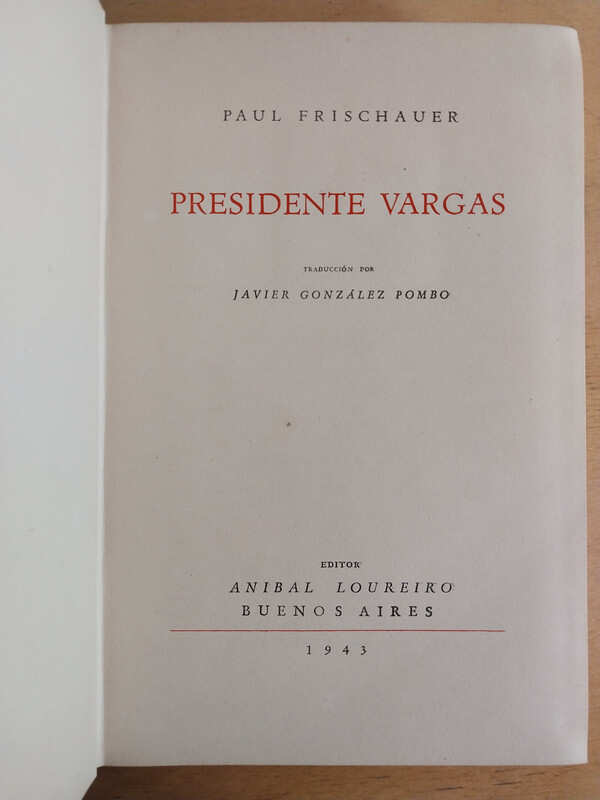 PAUL FRISCHAUER
PRESIDENTE VARGAS
TRADUCCIÓN POR
JAVIER GONZÁLEZ POMBO
EDITOR
ANIBAL LOUREIRO
BUENOS AIRES
1943